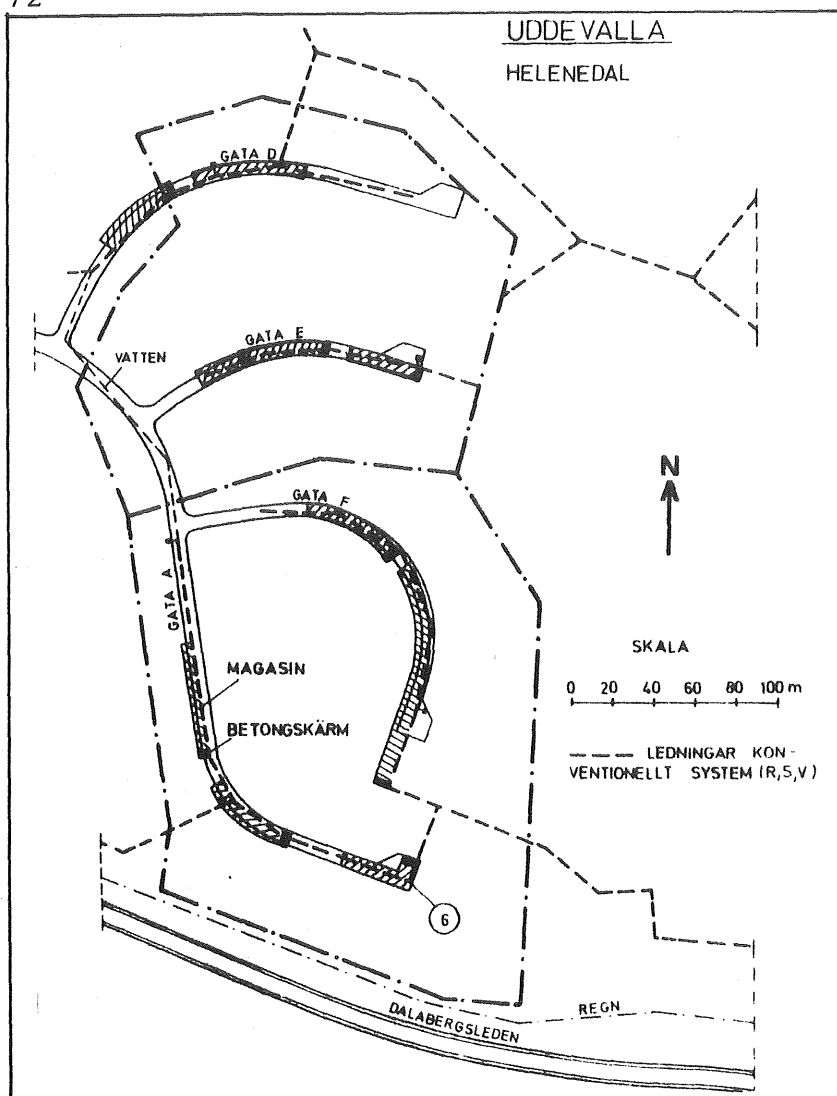 72
UDDEVALLA
HELENEDAL
GATA D
GATA E
VATTEN
N
GATA F
GATA A
SKALA
0 20 40 60 80 100 m
MAGASIN
BETONGSKÄRM
LEDNINGAR KON-
VENTIONELLT SYSTEM (R,S,V)
6
REGN
DALABERGSLEDEN